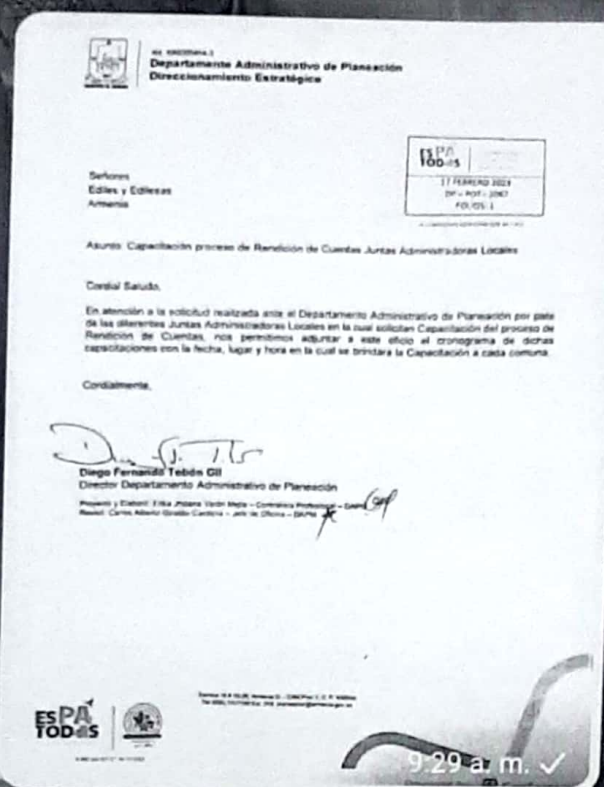 Departamento Administrativo de Planeación
Direccionamiento Estratégico
ES PA
TODOS
17 FEBRERO 2023
FOLIOS: 1
Señores
Ediles y Edilesas
Armenia
Asunto: Capacitación proceso de Rendición de Cuentas Juntas Administradoras Locales
Cordial Saludo,
En atención a la solicitud realizada ante el Departamento Administrativo de Planeación por parte
de las diferentes Juntas Administradoras Locales en la cual solicitan Capacitación del proceso de
Rendición de Cuentas, nos permitimos adjuntar a este oficio el cronograma de dichas
capacitaciones con la fecha, lugar y hora en la cual se brindara la Capacitación a cada comuna.
Cordialmente,
Diego Fernando Tobón Gil
Director Departamento Administrativo de Planeación
ES PA
TODOS
9:29 a. m.